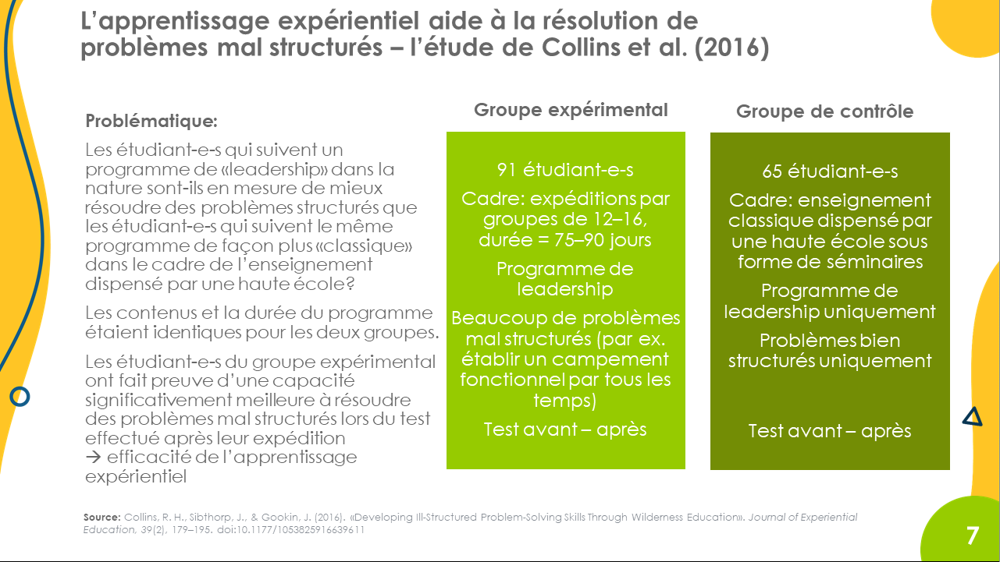 L’apprentissage expérientiel aide à la résolution de
problèmes mal structurés – l’étude de Collins et al. (2016)
Problématique:
Les étudiant-e-s qui suivent un
programme de «leadership» dans la
nature sont-ils en mesure de mieux
résoudre des problèmes structurés que
les étudiant-e-s qui suivent le même
programme de façon plus «classique»
dans le cadre de l’enseignement
dispensé par une haute école?
Les contenus et la durée du programme
étaient identiques pour les deux groupes.
Les étudiant-e-s du groupe expérimental
ont fait preuve d’une capacité
significativement meilleure à résoudre
des problèmes mal structurés lors du test
effectué après leur expédition
→ efficacité de l’apprentissage
expérientiel
Groupe expérimental
91 étudiant-e-s
Cadre: expéditions par
groupes de 12–16,
durée = 75–90 jours
Programme de
leadership
Beaucoup de problèmes
mal structurés (par ex.
établir un campement
fonctionnel par tous les
temps)
Test avant – après
Groupe de contrôle
65 étudiant-e-s
Cadre: enseignement
classique dispensé par
une haute école sous
forme de séminaires
Programme de
leadership uniquement
Problèmes bien
structurés uniquement
Test avant – après
Source: Collins, R. H., Sibthorp, J., & Gookin, J. (2016). «Developing Ill-Structured Problem-Solving Skills Through Wilderness Education». Journal of Experiential
Education, 39(2), 179–195. doi:10.1177/1053825916639611
7